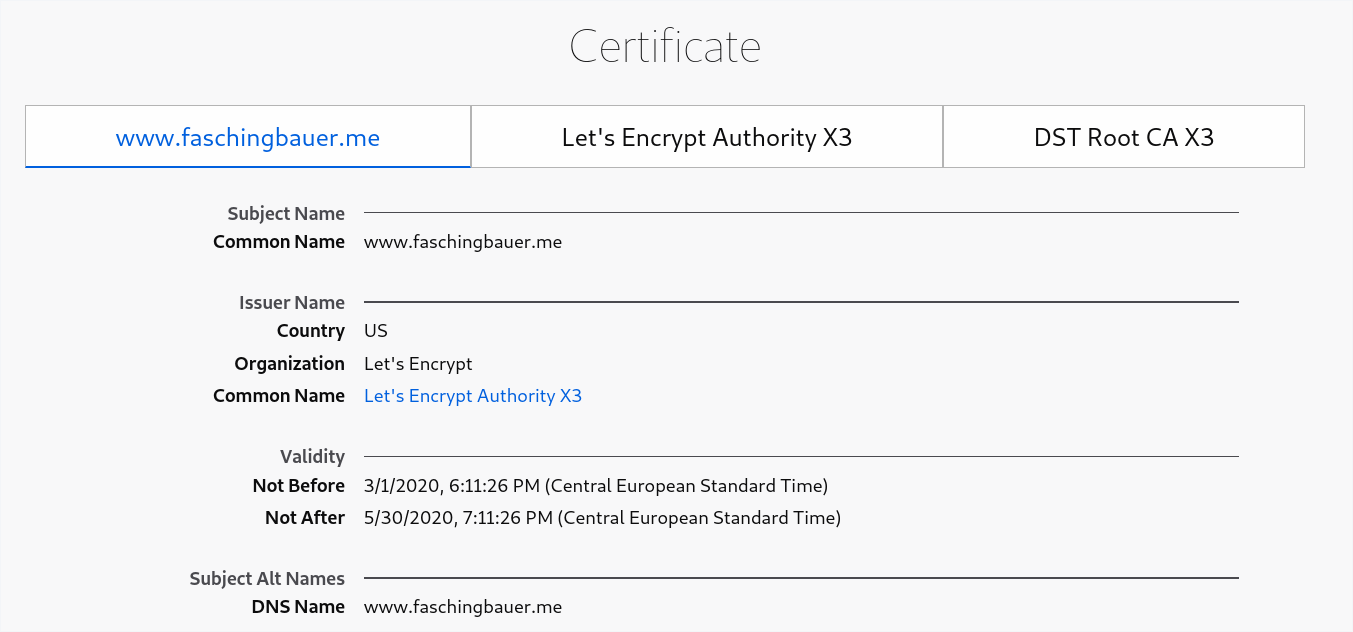 Certificate
www.faschingbauer.me Let's Encrypt Authority X3 DST Root CA X3
Subject Name
Common Name www.faschingbauer.me
Issuer Name
Country US
Organization Let's Encrypt
Common Name Let's Encrypt Authority X3
Validity
Not Before 3/1/2020, 6:11:26 PM (Central European Standard Time)
Not After 5/30/2020, 7:11:26 PM (Central European Standard Time)
Subject Alt Names
DNS Name www.faschingbauer.me